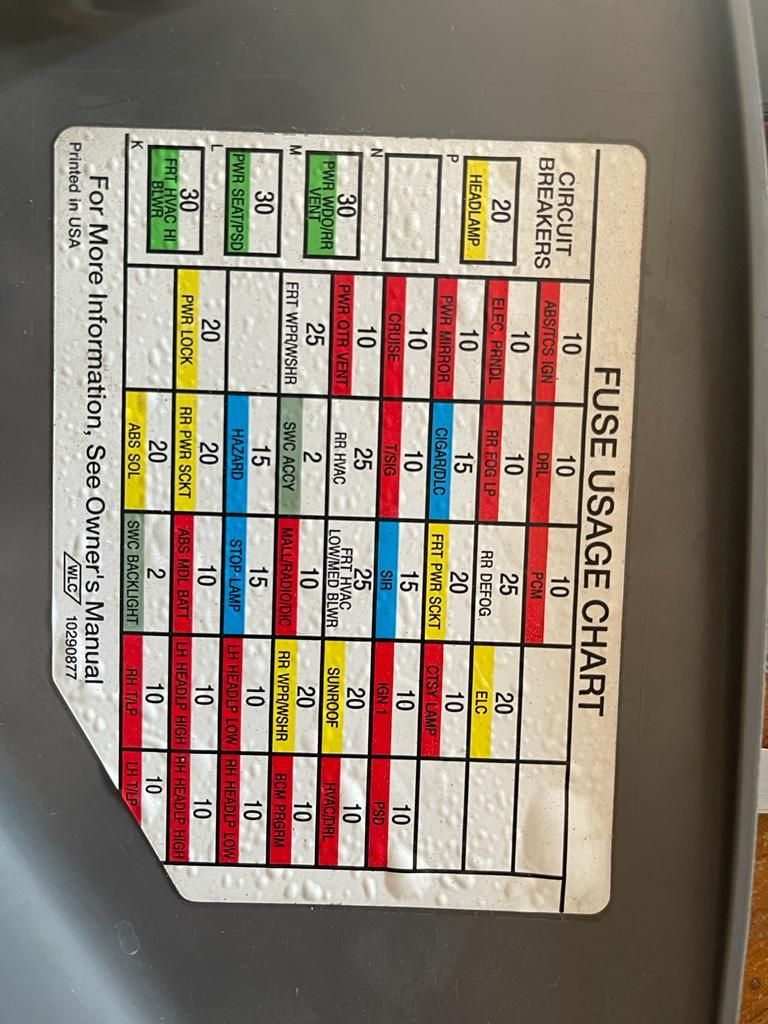 FUSE USAGE CHART
CIRCUIT
BREAKERS
10 10 10
ABS/TCS IGN DRL PCM
20 10 10 25 20
HEADLAMP ELEC. PRNDL RR FOG LP RR DEFOG ELC
P
10 15 20 10
PWR MIRROR CIGAR/DLC FRT PWR SCKT CTSY LAMP
10 10 15 10 10
CRUISE T/SIG SIR IGN 1 PSD
N
30 10 25 25 20 10
PWR WDO/RR VENT PWR QTR VENT RR HVAC FRT HVAC LOW/MED BLWR SUNROOF HVAC/DRL
M
25 2 10 20 10
FRT WPR/WSHR SWC ACCY MALL/RADIO/DIC RR WPR/WSHR BCM PRGRM
30 15 15 10 10
PWR SEAT/PSD HAZARD STOP LAMP LH HEADLP LOW RH HEADLP LOW
L
30 20 20 10 10 10
FRT HVAC HI BLWR PWR LOCK RR PWR SCKT ABS MDL BATT LH HEADLP HIGH RH HEADLP HIGH
K
20 2 10 10
ABS SOL SWC BACKLIGHT RH T/LP LH T/LP
For More Information, See Owner's Manual
Printed in USA WLC 10290877